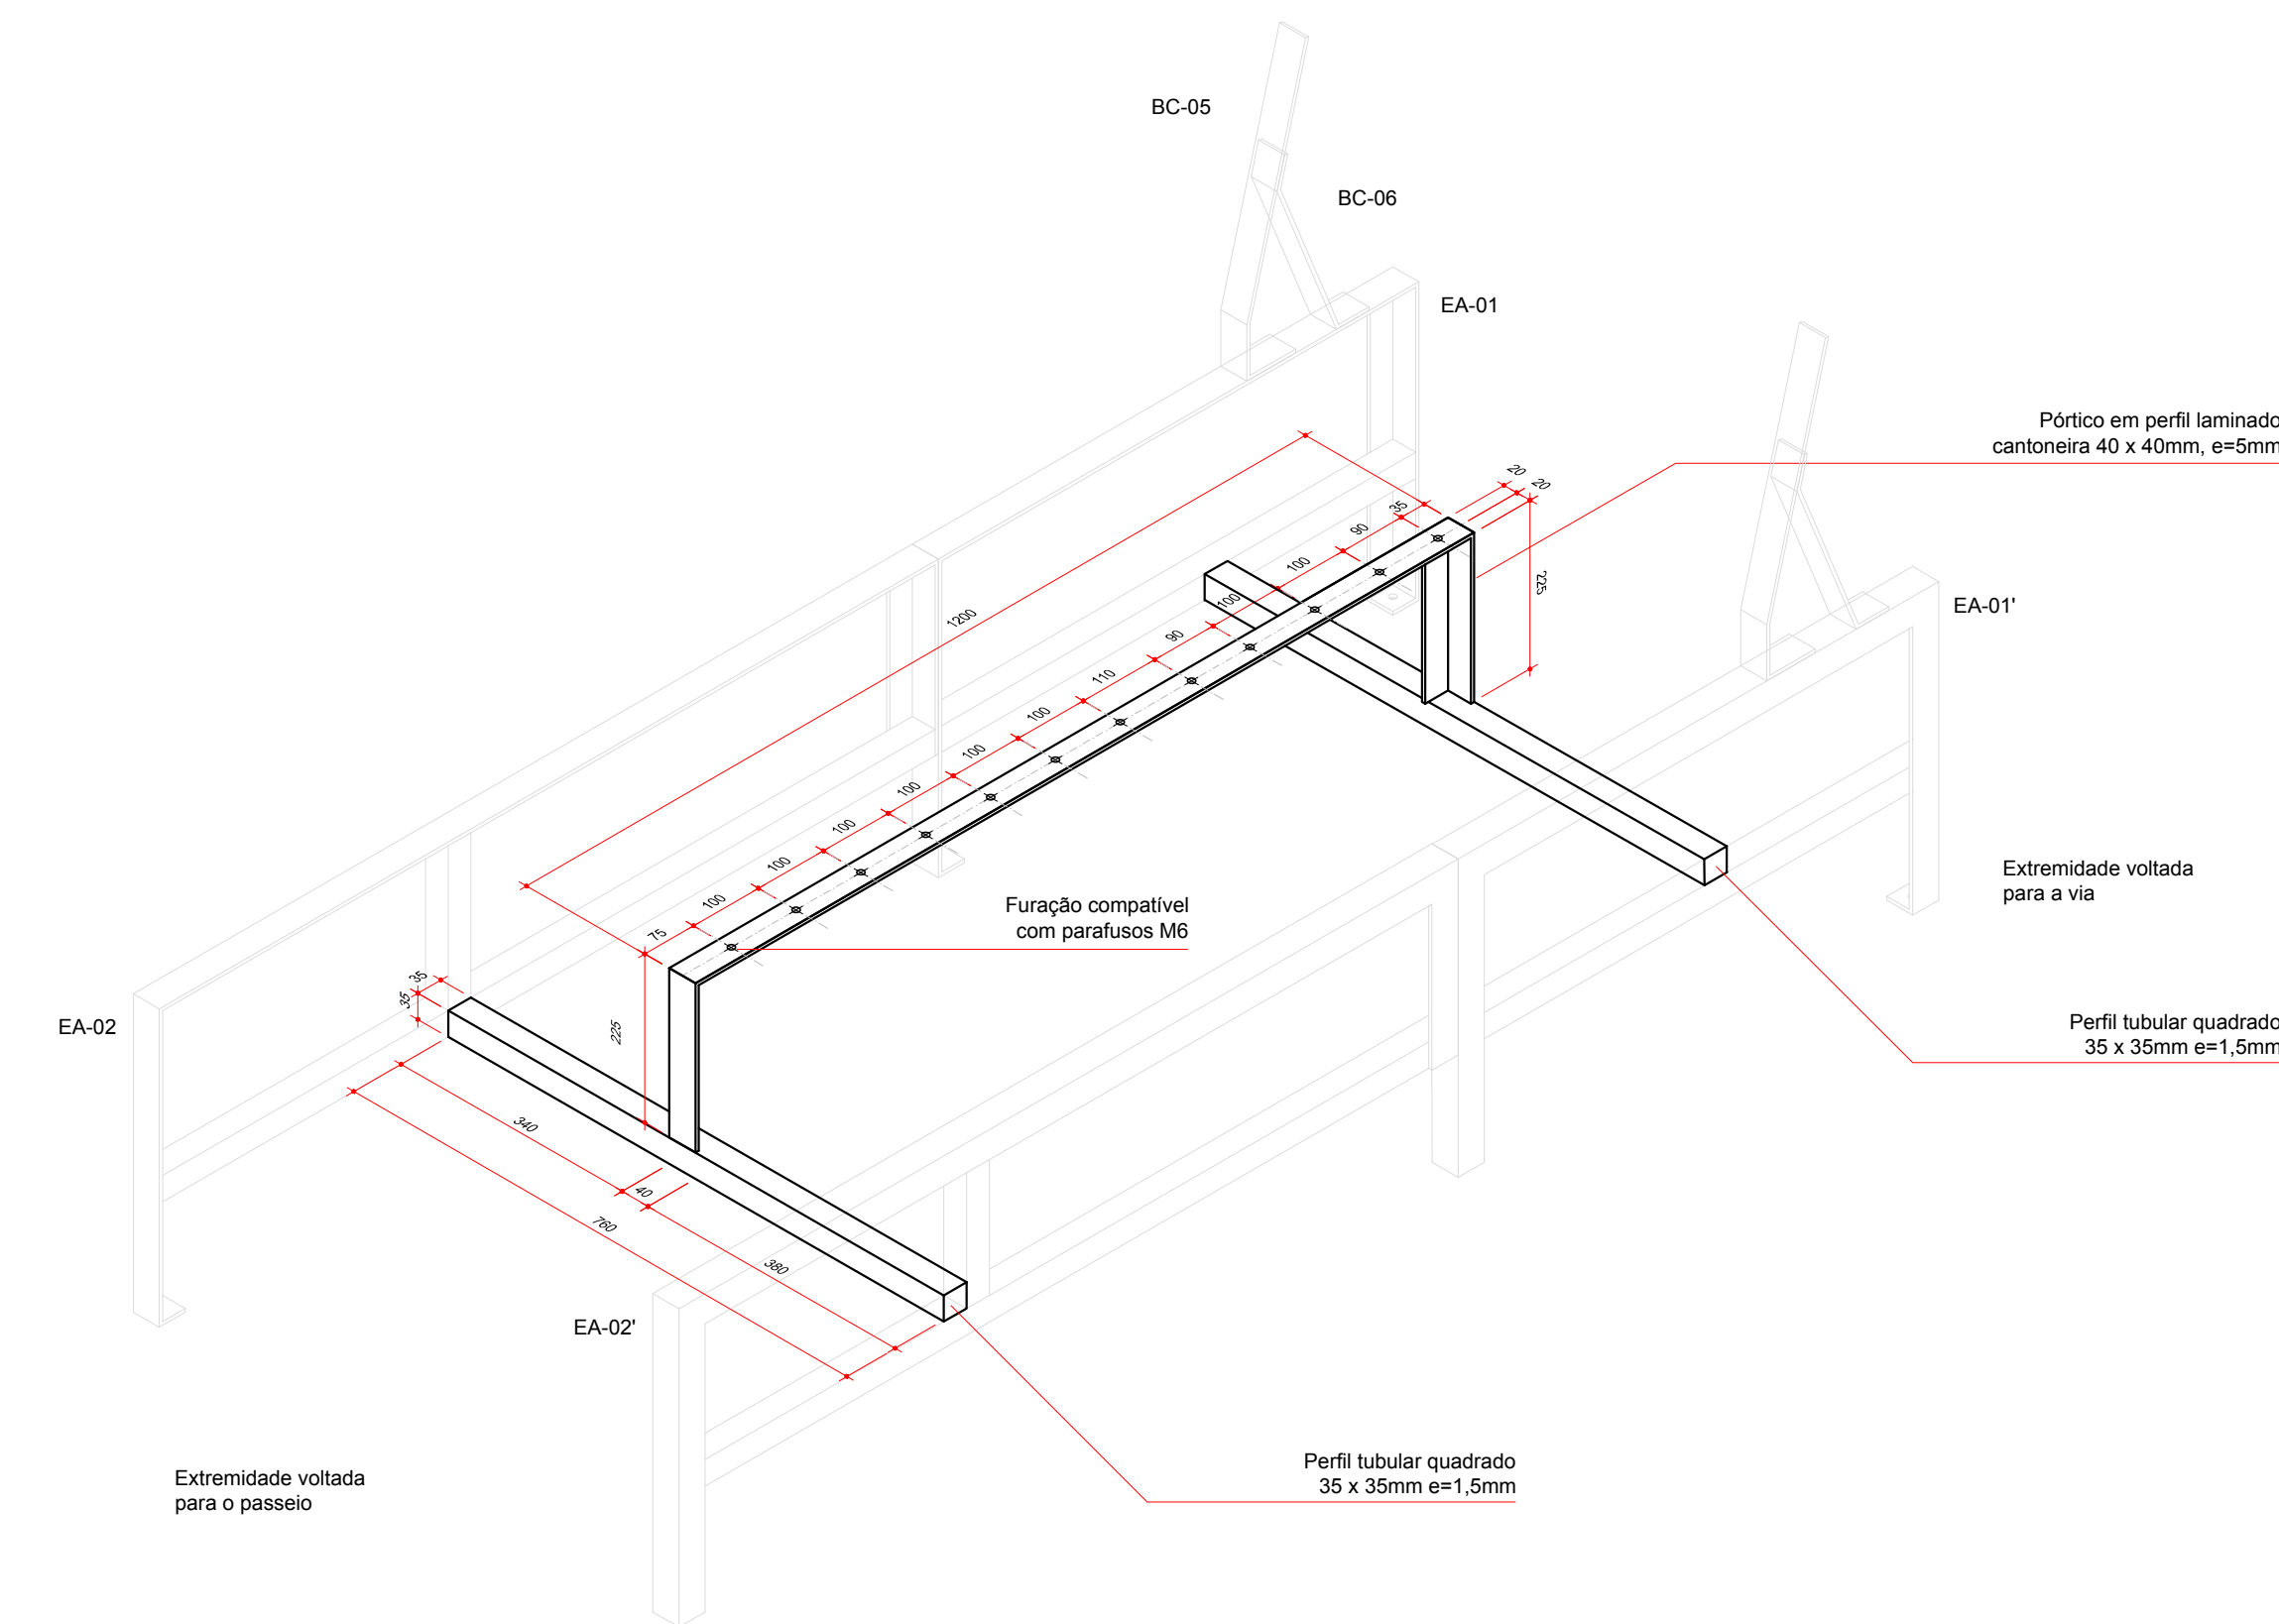 BC-05
BC-06
EA-01
EA-01'
Pórtico em perfil laminado
cantoneira 40 x 40mm, e=5mm
20
20
35
90
100
225
100
1200
90
110
100
100
100
100
100
100
75
Furação compatível
com parafusos M6
Extremidade voltada
para a via
35
35
EA-02
225
Perfil tubular quadrado
35 x 35mm e=1,5mm
340
40
760
380
EA-02'
Perfil tubular quadrado
35 x 35mm e=1,5mm
Extremidade voltada
para o passeio